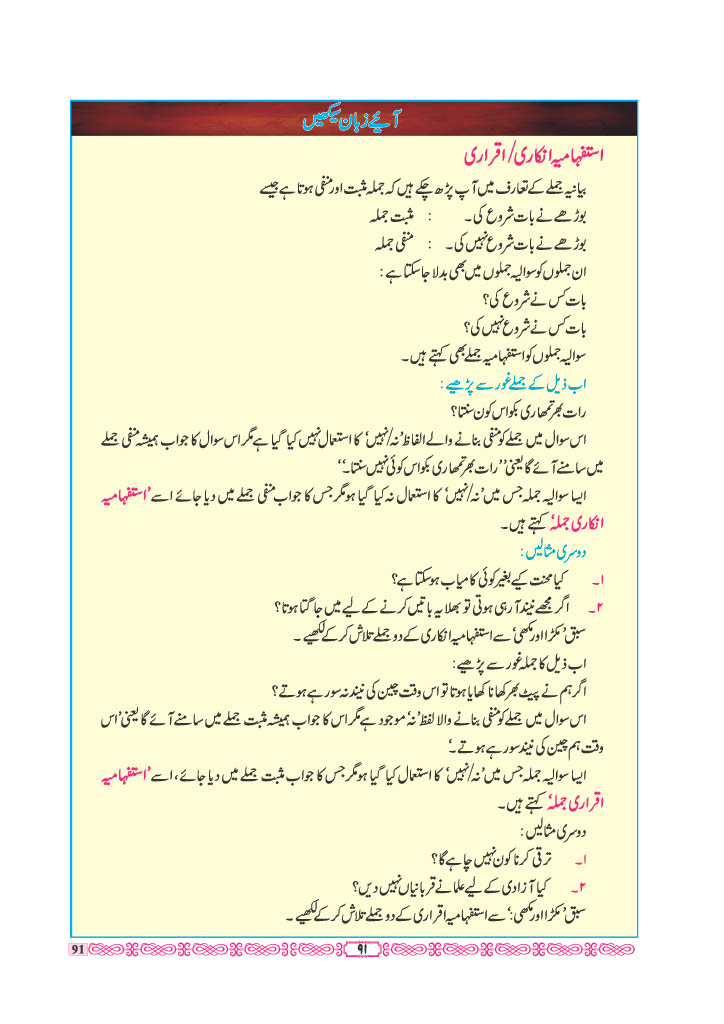 آئیے زبان سیکھیں
استفہامیہ انکاری/ اقراری
بیانیہ جملے کے تعارف میں آپ پڑھ چکے ہیں کہ جملہ مثبت اور منفی ہوتا ہے جیسے
بوڑھے نے بات شروع کی۔ : مثبت جملہ
بوڑھے نے بات شروع نہیں کی۔ : منفی جملہ
ان جملوں کو سوالیہ جملوں میں بھی بدلا جاسکتا ہے :
بات کس نے شروع کی؟
بات کس نے شروع نہیں کی؟
سوالیہ جملوں کو استفہامیہ جملے بھی کہتے ہیں۔
اب ذیل کے جملے غور سے پڑھیے :
رات بھر تمھاری بکواس کون سنتا؟
اس سوال میں جملے کو منفی بنانے والے الفاظ ’نہ/نہیں‘ کا استعمال نہیں کیا گیا ہے مگر اس سوال کا جواب ہمیشہ منفی جملے
میں سامنے آئے گا یعنی ’’رات بھر تمھاری بکواس کوئی نہیں سنتا۔‘‘
ایسا سوالیہ جملہ جس میں ’نہ/نہیں‘ کا استعمال نہ کیا گیا ہو مگر جس کا جواب منفی جملے میں دیا جائے اسے ’استفہامیہ
انکاری جملہ‘ کہتے ہیں۔
دوسری مثالیں :
۱۔ کیا محنت کیے بغیر کوئی کامیاب ہوسکتا ہے؟
۲۔ اگر مجھے نیند آرہی ہوتی تو بھلا یہ باتیں کرنے کے لیے میں جاگتا ہوتا؟
سبق ’مکڑا اور مکھی‘ سے استفہامیہ انکاری کے دو جملے تلاش کرکے لکھیے ۔
اب ذیل کا جملہ غور سے پڑھیے :
اگر ہم نے پیٹ بھر کھانا کھایا ہوتا تو اس وقت چین کی نیند نہ سو رہے ہوتے؟
اس سوال میں جملے کو منفی بنانے والا لفظ ’نہ‘ موجود ہے مگر اس کا جواب ہمیشہ مثبت جملے میں سامنے آئے گا یعنی ’اس
وقت ہم چین کی نیند سو رہے ہوتے۔‘
ایسا سوالیہ جملہ جس میں ’نہ/نہیں‘ کا استعمال کیا گیا ہو مگر جس کا جواب مثبت جملے میں دیا جائے، اسے ’استفہامیہ
اقراری جملہ‘ کہتے ہیں۔
دوسری مثالیں :
۱۔ ترقی کرنا کون نہیں چاہے گا؟
۲۔ کیا آزادی کے لیے علما نے قربانیاں نہیں دیں؟
سبق ’مکڑا اور مکھی:‘ سے استفہامیہ اقراری کے دو جملے تلاش کرکے لکھیے ۔
91 ۹۱